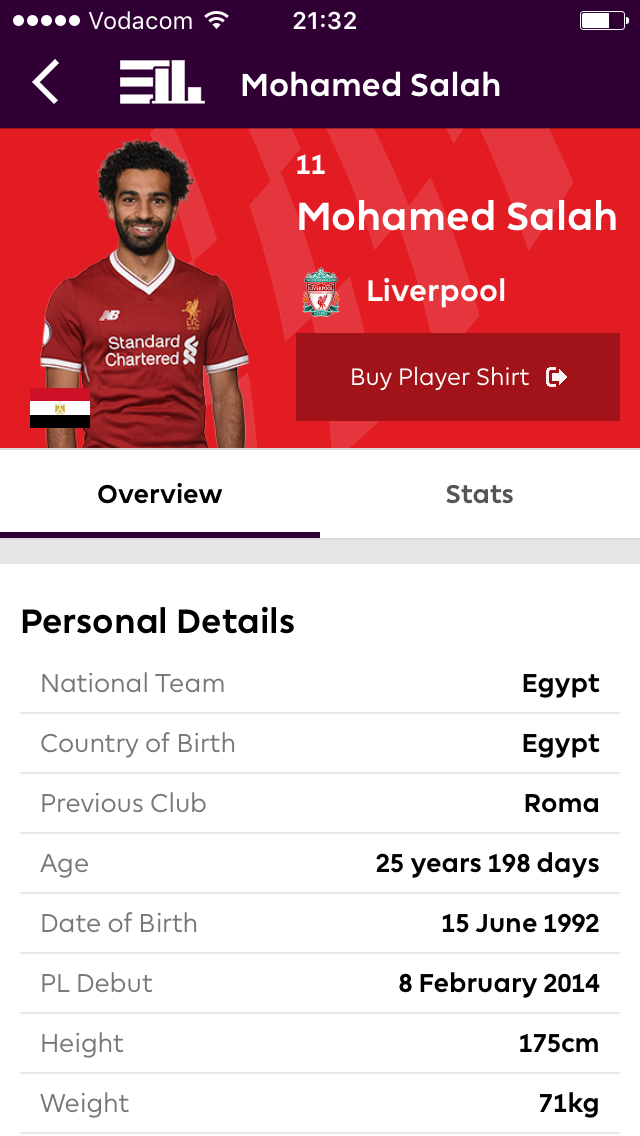 Vodacom 21:32
Mohamed Salah
11
Mohamed Salah
Liverpool
Standard
Chartered
Buy Player Shirt
Overview Stats
Personal Details
National Team Egypt
Country of Birth Egypt
Previous Club Roma
Age 25 years 198 days
Date of Birth 15 June 1992
PL Debut 8 February 2014
Height 175cm
Weight 71kg